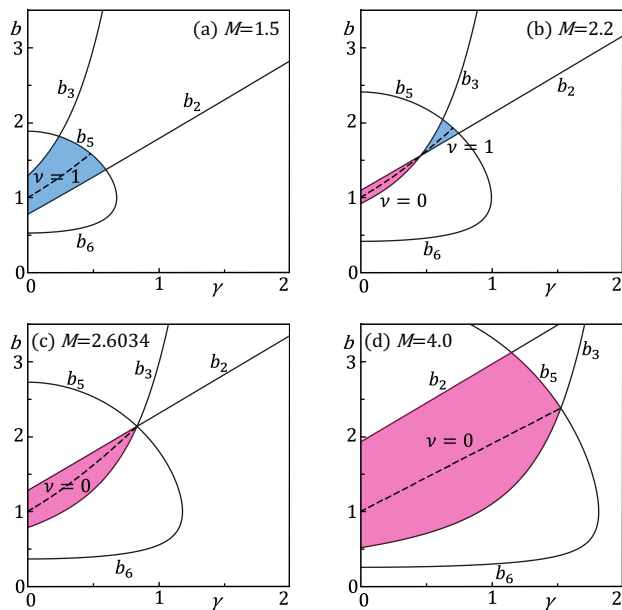 b (a) M=1.5
3
b₃
b₂
2
b₅
ν = 1
1
b₆
0
0 1 γ 2
b (b) M=2.2
3
b₃
b₅
b₂
2
ν = 1
1
ν = 0
b₆
0
0 1 γ 2
b (c) M=2.6034
3
b₃ b₂
b₅
2
ν = 0
1
b₆
0
0 1 γ 2
b (d) M=4.0
3
b₃
b₂ b₅
2
ν = 0
1
b₆
0
0 1 γ 2